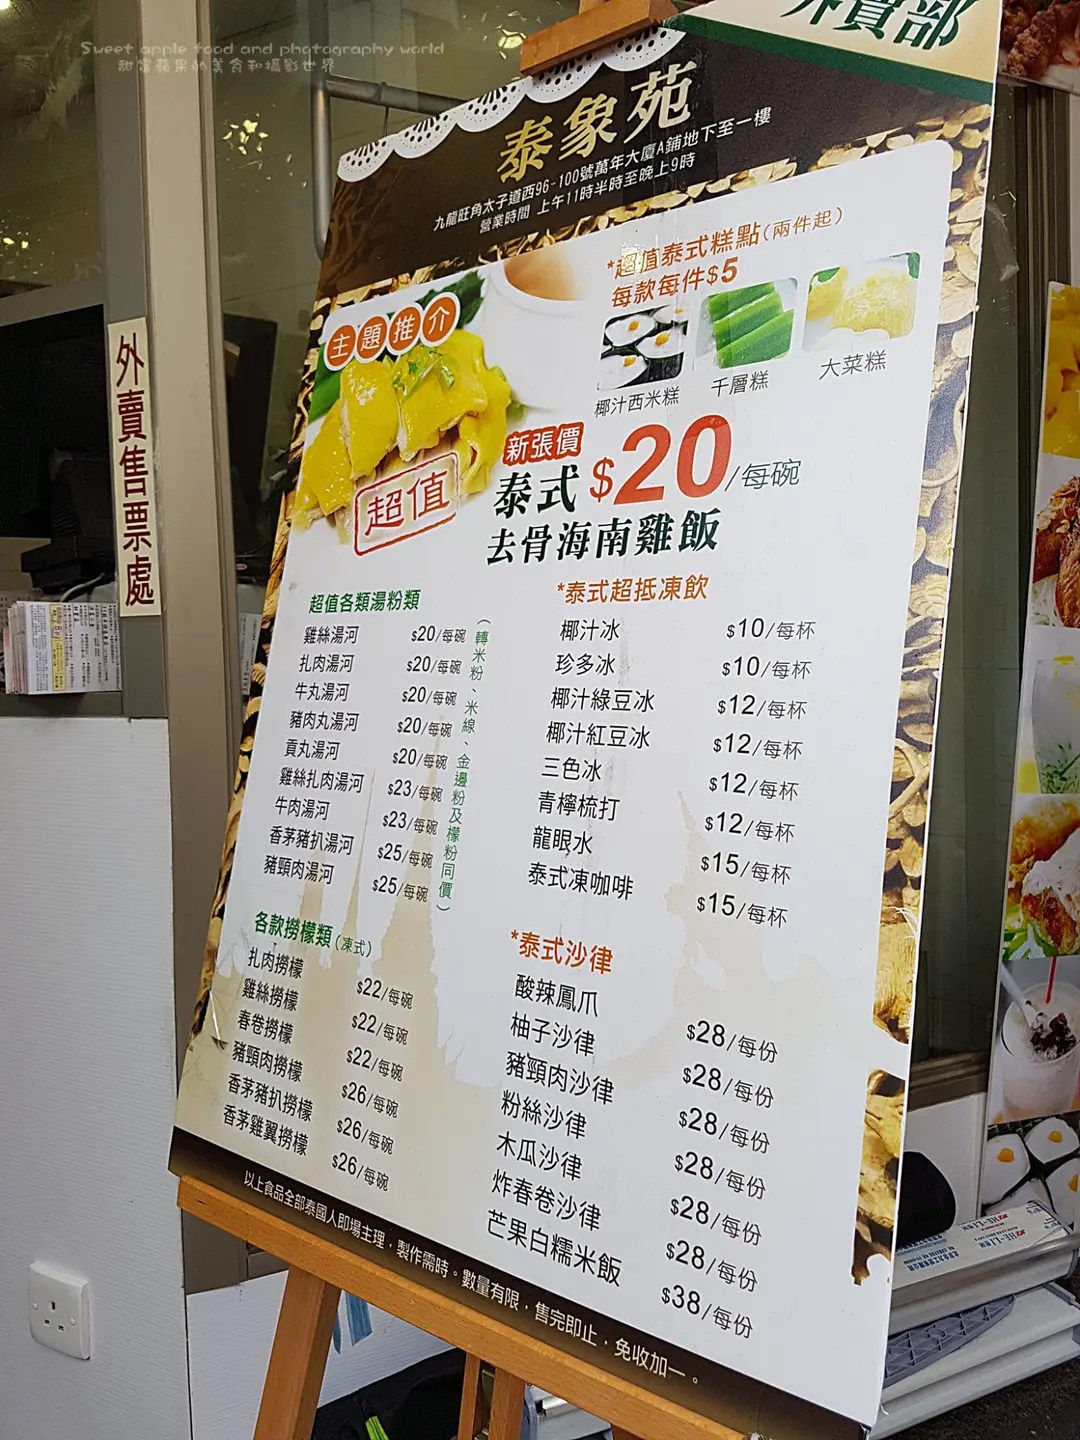 Sweet apple food and photography world
甜富蘋果的美食和攝影世界
外賣部
泰象苑
九龍旺角太子道西96-100號萬年大廈A鋪地下至一樓
營業時間 上午11時半時至晚上9時
*超值泰式糕點(兩件起)
每款每件$5
椰汁西米糕
千層糕
大菜糕
主題推介
超值
新張價
泰式 $20/每碗
去骨海南雞飯
超值各類湯粉類
雞絲湯河 $20/每碗
扎肉湯河 $20/每碗
牛丸湯河 $20/每碗
豬肉丸湯河 $20/每碗
貢丸湯河 $20/每碗
雞絲扎肉湯河 $23/每碗
牛肉湯河 $23/每碗
香茅豬扒湯河 $25/每碗
豬頸肉湯河 $25/每碗
(轉米粉、米線、金邊粉及檬粉同價)
各款撈檬類(凍式)
扎肉撈檬 $22/每碗
雞絲撈檬 $22/每碗
春卷撈檬 $22/每碗
豬頸肉撈檬 $26/每碗
香茅豬扒撈檬 $26/每碗
香茅雞翼撈檬 $26/每碗
*泰式超抵凍飲
椰汁冰 $10/每杯
珍多冰 $10/每杯
椰汁綠豆冰 $12/每杯
椰汁紅豆冰 $12/每杯
三色冰 $12/每杯
青檸梳打 $12/每杯
龍眼水 $15/每杯
泰式凍咖啡 $15/每杯
*泰式沙律
酸辣鳳爪 $28/每份
柚子沙律 $28/每份
豬頸肉沙律 $28/每份
粉絲沙律 $28/每份
木瓜沙律 $28/每份
炸春卷沙律 $28/每份
芒果白糯米飯 $38/每份
以上食品全部泰國人即場主理，製作需時。數量有限，售完即止，免收加一。
外賣售票處